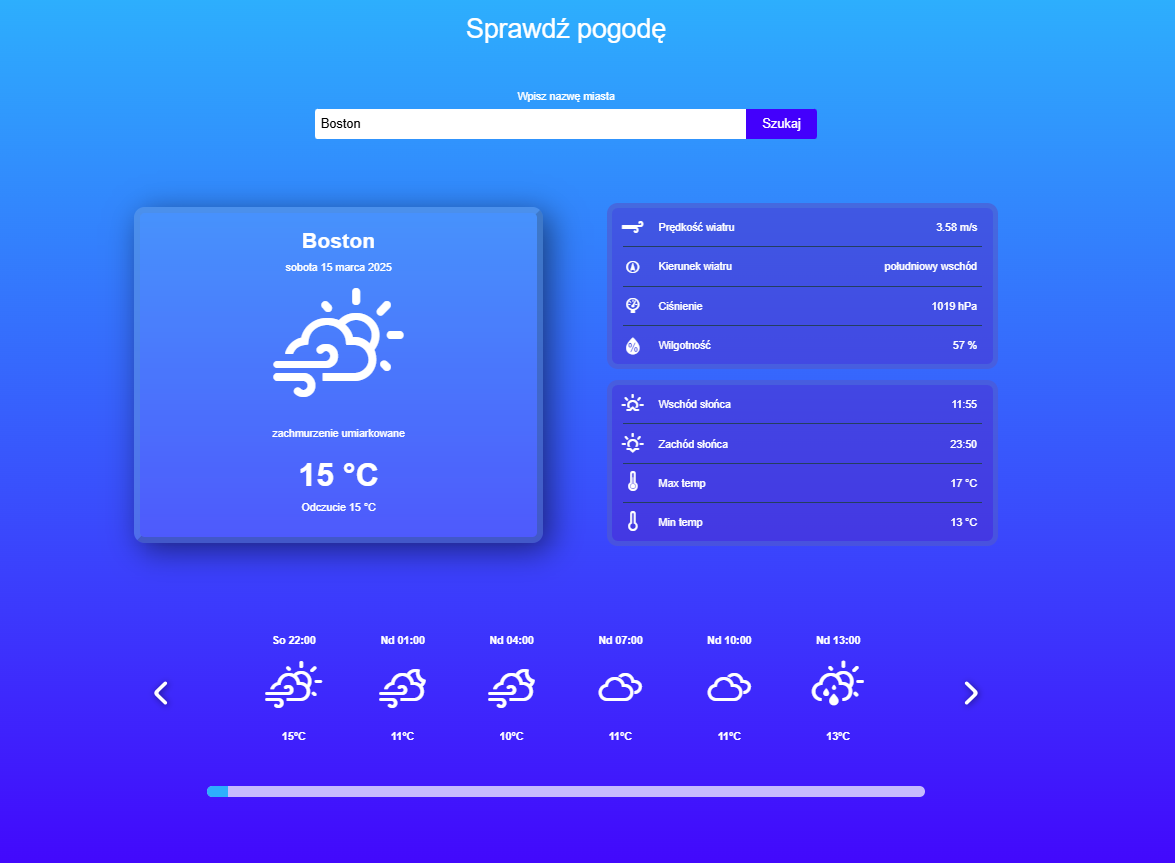 Sprawdź pogodę
Wpisz nazwę miasta
Boston Szukaj
Boston
sobota 15 marca 2025
zachmurzenie umiarkowane
15 °C
Odczucie 15 °C
Prędkość wiatru 3.58 m/s
Kierunek wiatru południowy wschód
Ciśnienie 1019 hPa
Wilgotność 57 %
Wschód słońca 11:55
Zachód słońca 23:50
Max temp 17 °C
Min temp 13 °C
So 22:00 Nd 01:00 Nd 04:00 Nd 07:00 Nd 10:00 Nd 13:00
15°C 11°C 10°C 11°C 11°C 13°C